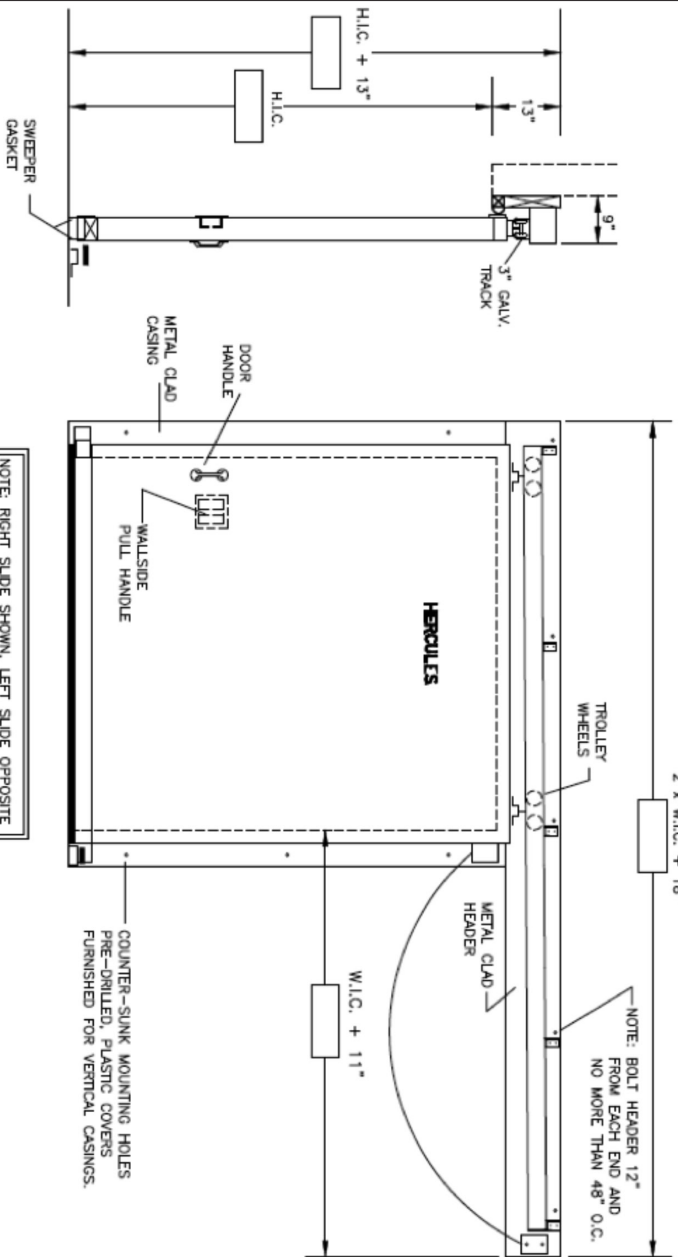 H.I.C. + 13"
H.I.C.
13"
9"
3" GALV.
TRACK
SWEEPER
GASKET
2 x W.I.C. +
NOTE: BOLT HEADER 12"
FROM EACH END AND
NO MORE THAN 48" O.C.
TROLLEY
WHEELS
METAL CLAD
HEADER
HERCULES
DOOR
HANDLE
METAL CLAD
CASING
WALLSIDE
PULL HANDLE
W.I.C. + 11"
COUNTER-SUNK MOUNTING HOLES
PRE-DRILLED, PLASTIC COVERS
FURNISHED FOR VERTICAL CASINGS.
NOTE: RIGHT SLIDE SHOWN, LEFT SLIDE OPPOSITE